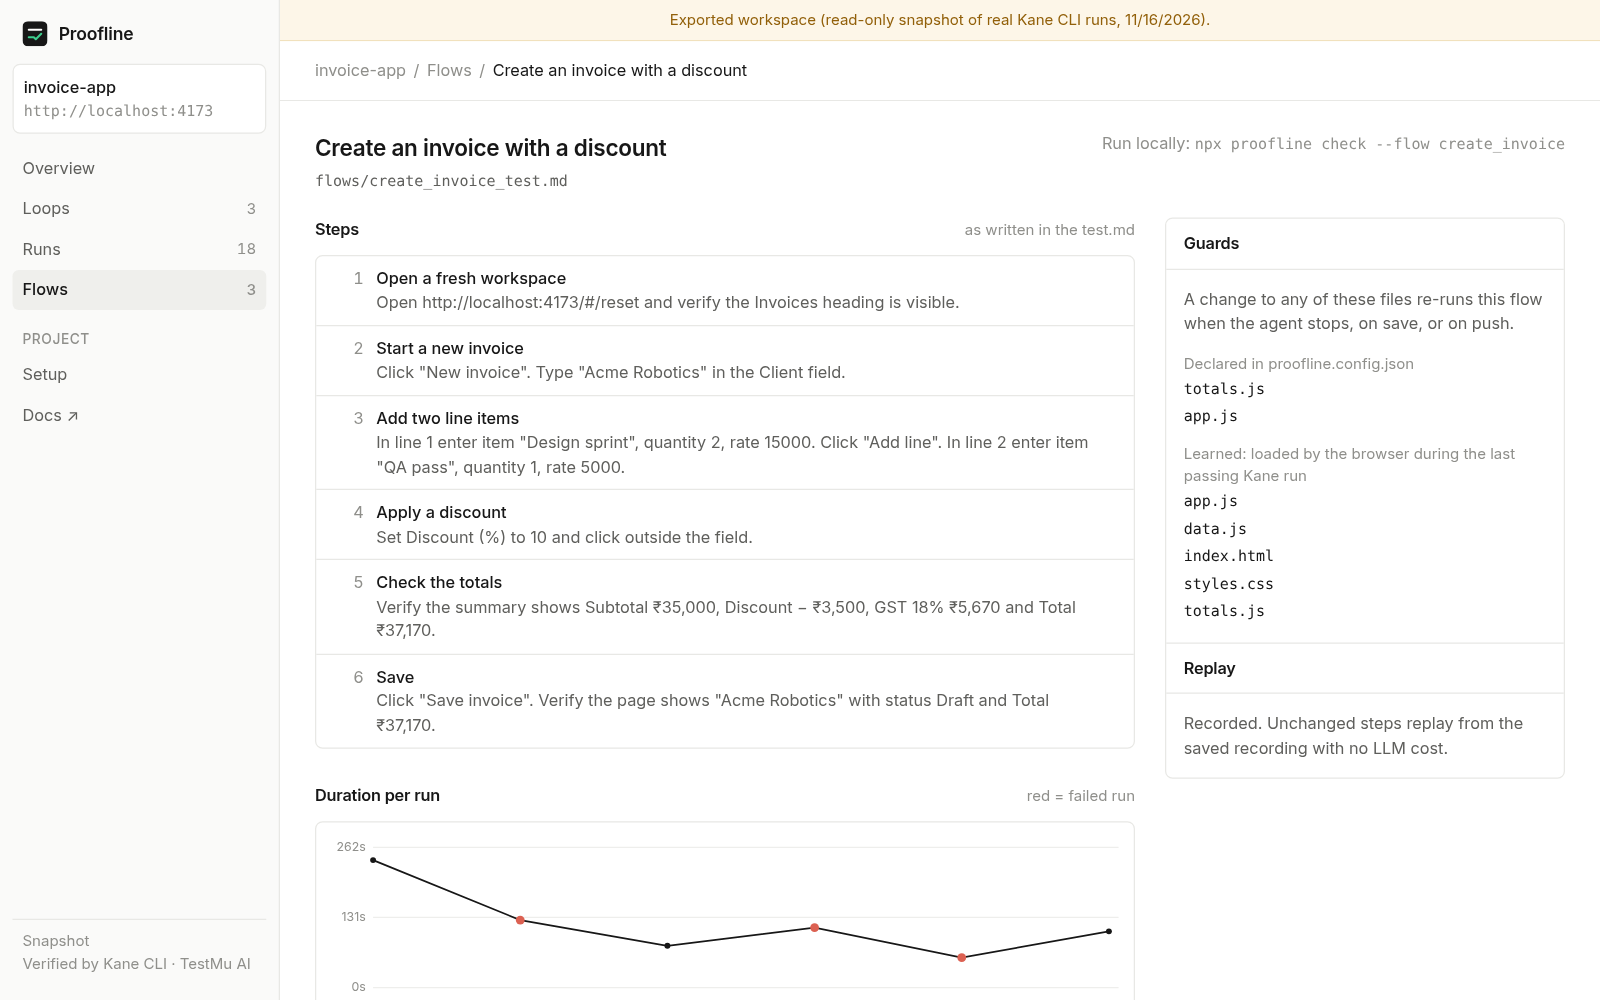 Proofline
invoice-app
http://localhost:4173
Overview
Loops 3
Runs 18
Flows 3
PROJECT
Setup
Docs ↗
Snapshot
Verified by Kane CLI · TestMu AI
Exported workspace (read-only snapshot of real Kane CLI runs, 11/16/2026).
invoice-app / Flows / Create an invoice with a discount
Create an invoice with a discount
flows/create_invoice_test.md
Run locally: npx proofline check --flow create_invoice
Steps
as written in the test.md
1 Open a fresh workspace
Open http://localhost:4173/#/reset and verify the Invoices heading is visible.
2 Start a new invoice
Click "New invoice". Type "Acme Robotics" in the Client field.
3 Add two line items
In line 1 enter item "Design sprint", quantity 2, rate 15000. Click "Add line". In line 2 enter item
"QA pass", quantity 1, rate 5000.
4 Apply a discount
Set Discount (%) to 10 and click outside the field.
5 Check the totals
Verify the summary shows Subtotal ₹35,000, Discount − ₹3,500, GST 18% ₹5,670 and Total
₹37,170.
6 Save
Click "Save invoice". Verify the page shows "Acme Robotics" with status Draft and Total
₹37,170.
Duration per run
red = failed run
262s
131s
0s
Guards
A change to any of these files re-runs this flow
when the agent stops, on save, or on push.
Declared in proofline.config.json
totals.js
app.js
Learned: loaded by the browser during the last
passing Kane run
app.js
data.js
index.html
styles.css
totals.js
Replay
Recorded. Unchanged steps replay from the
saved recording with no LLM cost.